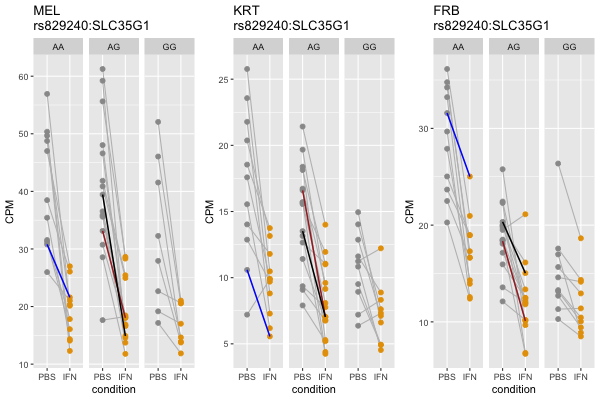 MEL
rs829240:SLC35G1
AA AG GG
CPM
60
50
40
30
20
10
PBS IFN PBS IFN PBS IFN
condition
KRT
rs829240:SLC35G1
AA AG GG
CPM
25
20
15
10
5
PBS IFN PBS IFN PBS IFN
condition
FRB
rs829240:SLC35G1
AA AG GG
CPM
30
20
10
PBS IFN PBS IFN PBS IFN
condition